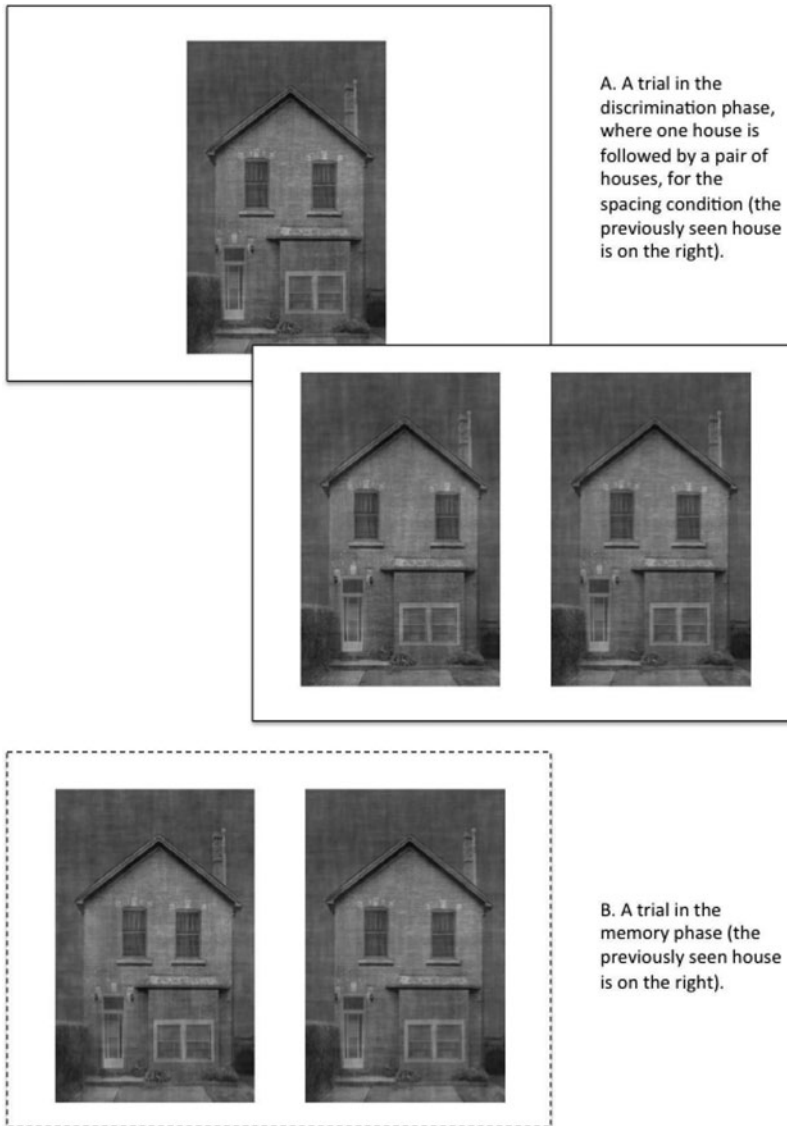 A. A trial in the
discrimination phase,
where one house is
followed by a pair of
houses, for the
spacing condition (the
previously seen house
is on the right).
B. A trial in the
memory phase (the
previously seen house
is on the right).